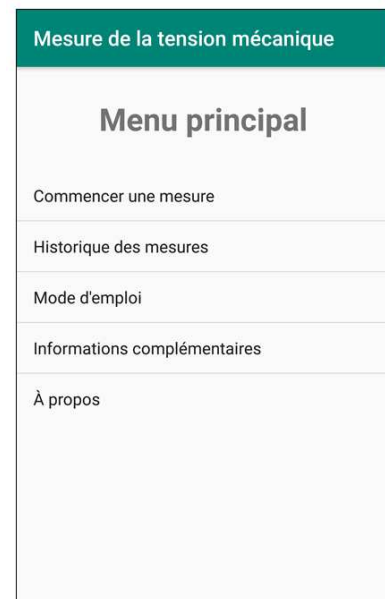 Mesure de la tension mécanique
Menu principal
Commencer une mesure
Historique des mesures
Mode d'emploi
Informations complémentaires
À propos